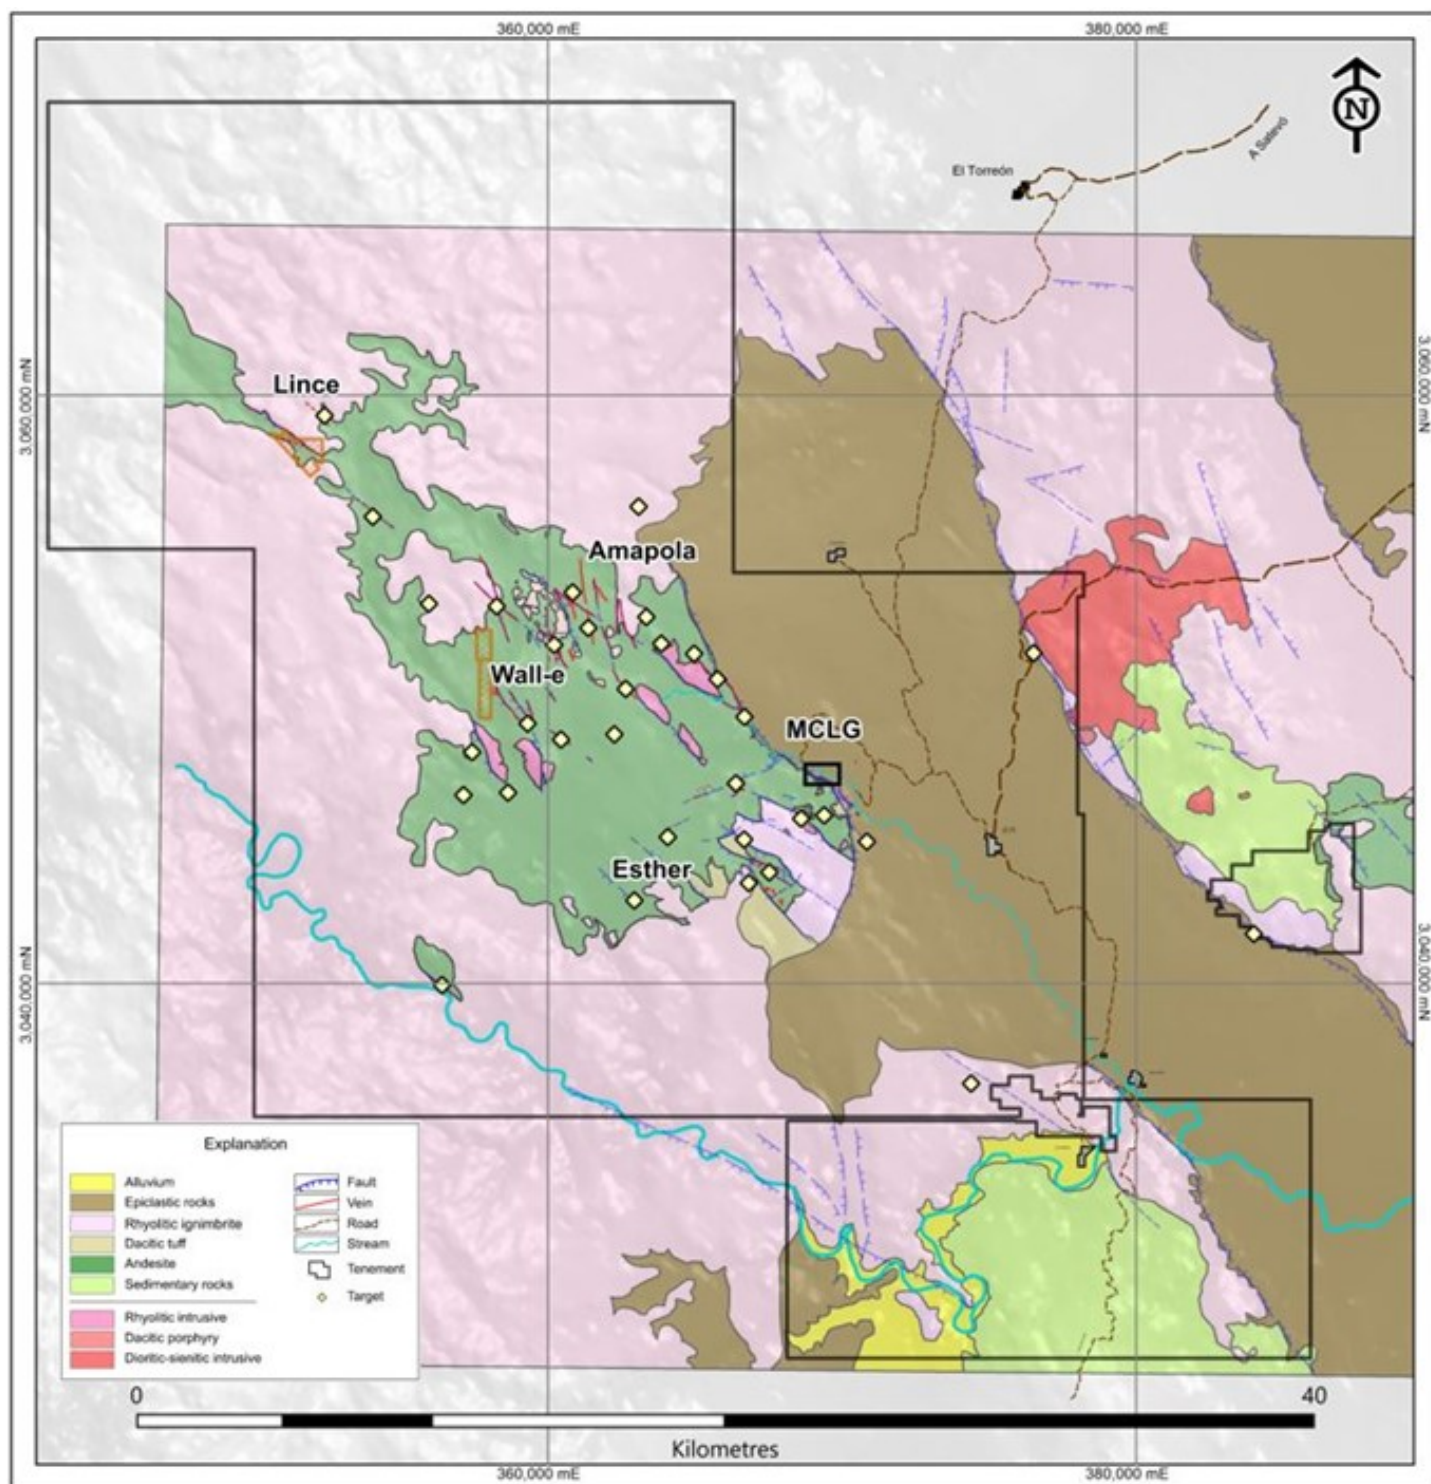 360,000 mE
380,000 mE
N
A Satevó
El Torreón
3,060,000 mN
3,060,000 mN
Lince
Amapola
Wall-e
MCLG
Esther
3,040,000 mN
3,040,000 mN
Explanation
Alluvium
Epiclastic rocks
Rhyolitic ignimbrite
Dacitic tuff
Andesite
Sedimentary rocks
Rhyolitic intrusive
Dacitic porphyry
Dioritic-sienitic intrusive
Fault
Vein
Road
Stream
Tenement
Target
0
40
Kilometres
360,000 mE
380,000 mE